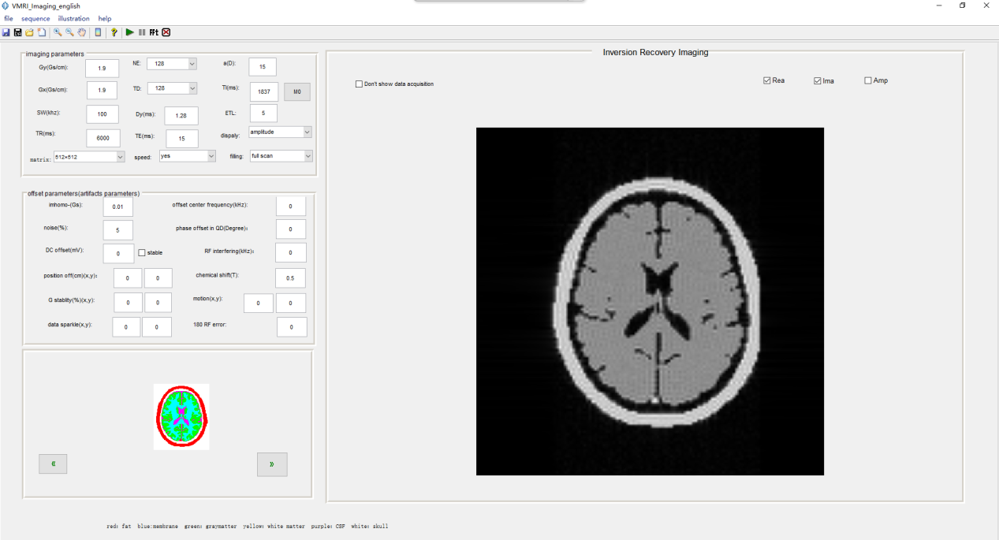 VMRI_Imaging_english
file sequence illustration help
FFt
imaging parameters
Gy(Gs/cm): 1.9 NE: 128 a(D): 15
Gx(Gs/cm): 1.9 TD: 128 TI(ms): 1837 M0
SW(khz): 100 Dy(ms): 1.28 ETL: 5
TR(ms): 6000 TE(ms): 15 dispaly: amplitude
matrix: 512×512 speed: yes filling: full scan
offset parameters(artifacts parameters)
imhomo-(Gs): 0.01 offset center frequency(kHz): 0
noise(%): 5 phase offset in QD(Degree): 0
DC offset(mV): 0 stable RF interfering(kHz): 0
position off(cm)(x,y): 0 0 chemical shift(T): 0.5
G stablity(%)(x,y): 0 0 motion(x,y): 0 0
data sparkle(x,y): 0 0 180 RF error: 0
« »
red: fat blue:membrane green: graymatter yellow: white matter purple: CSF white: skull
Inversion Recovery Imaging
Don't show data acquisition Rea Ima Amp